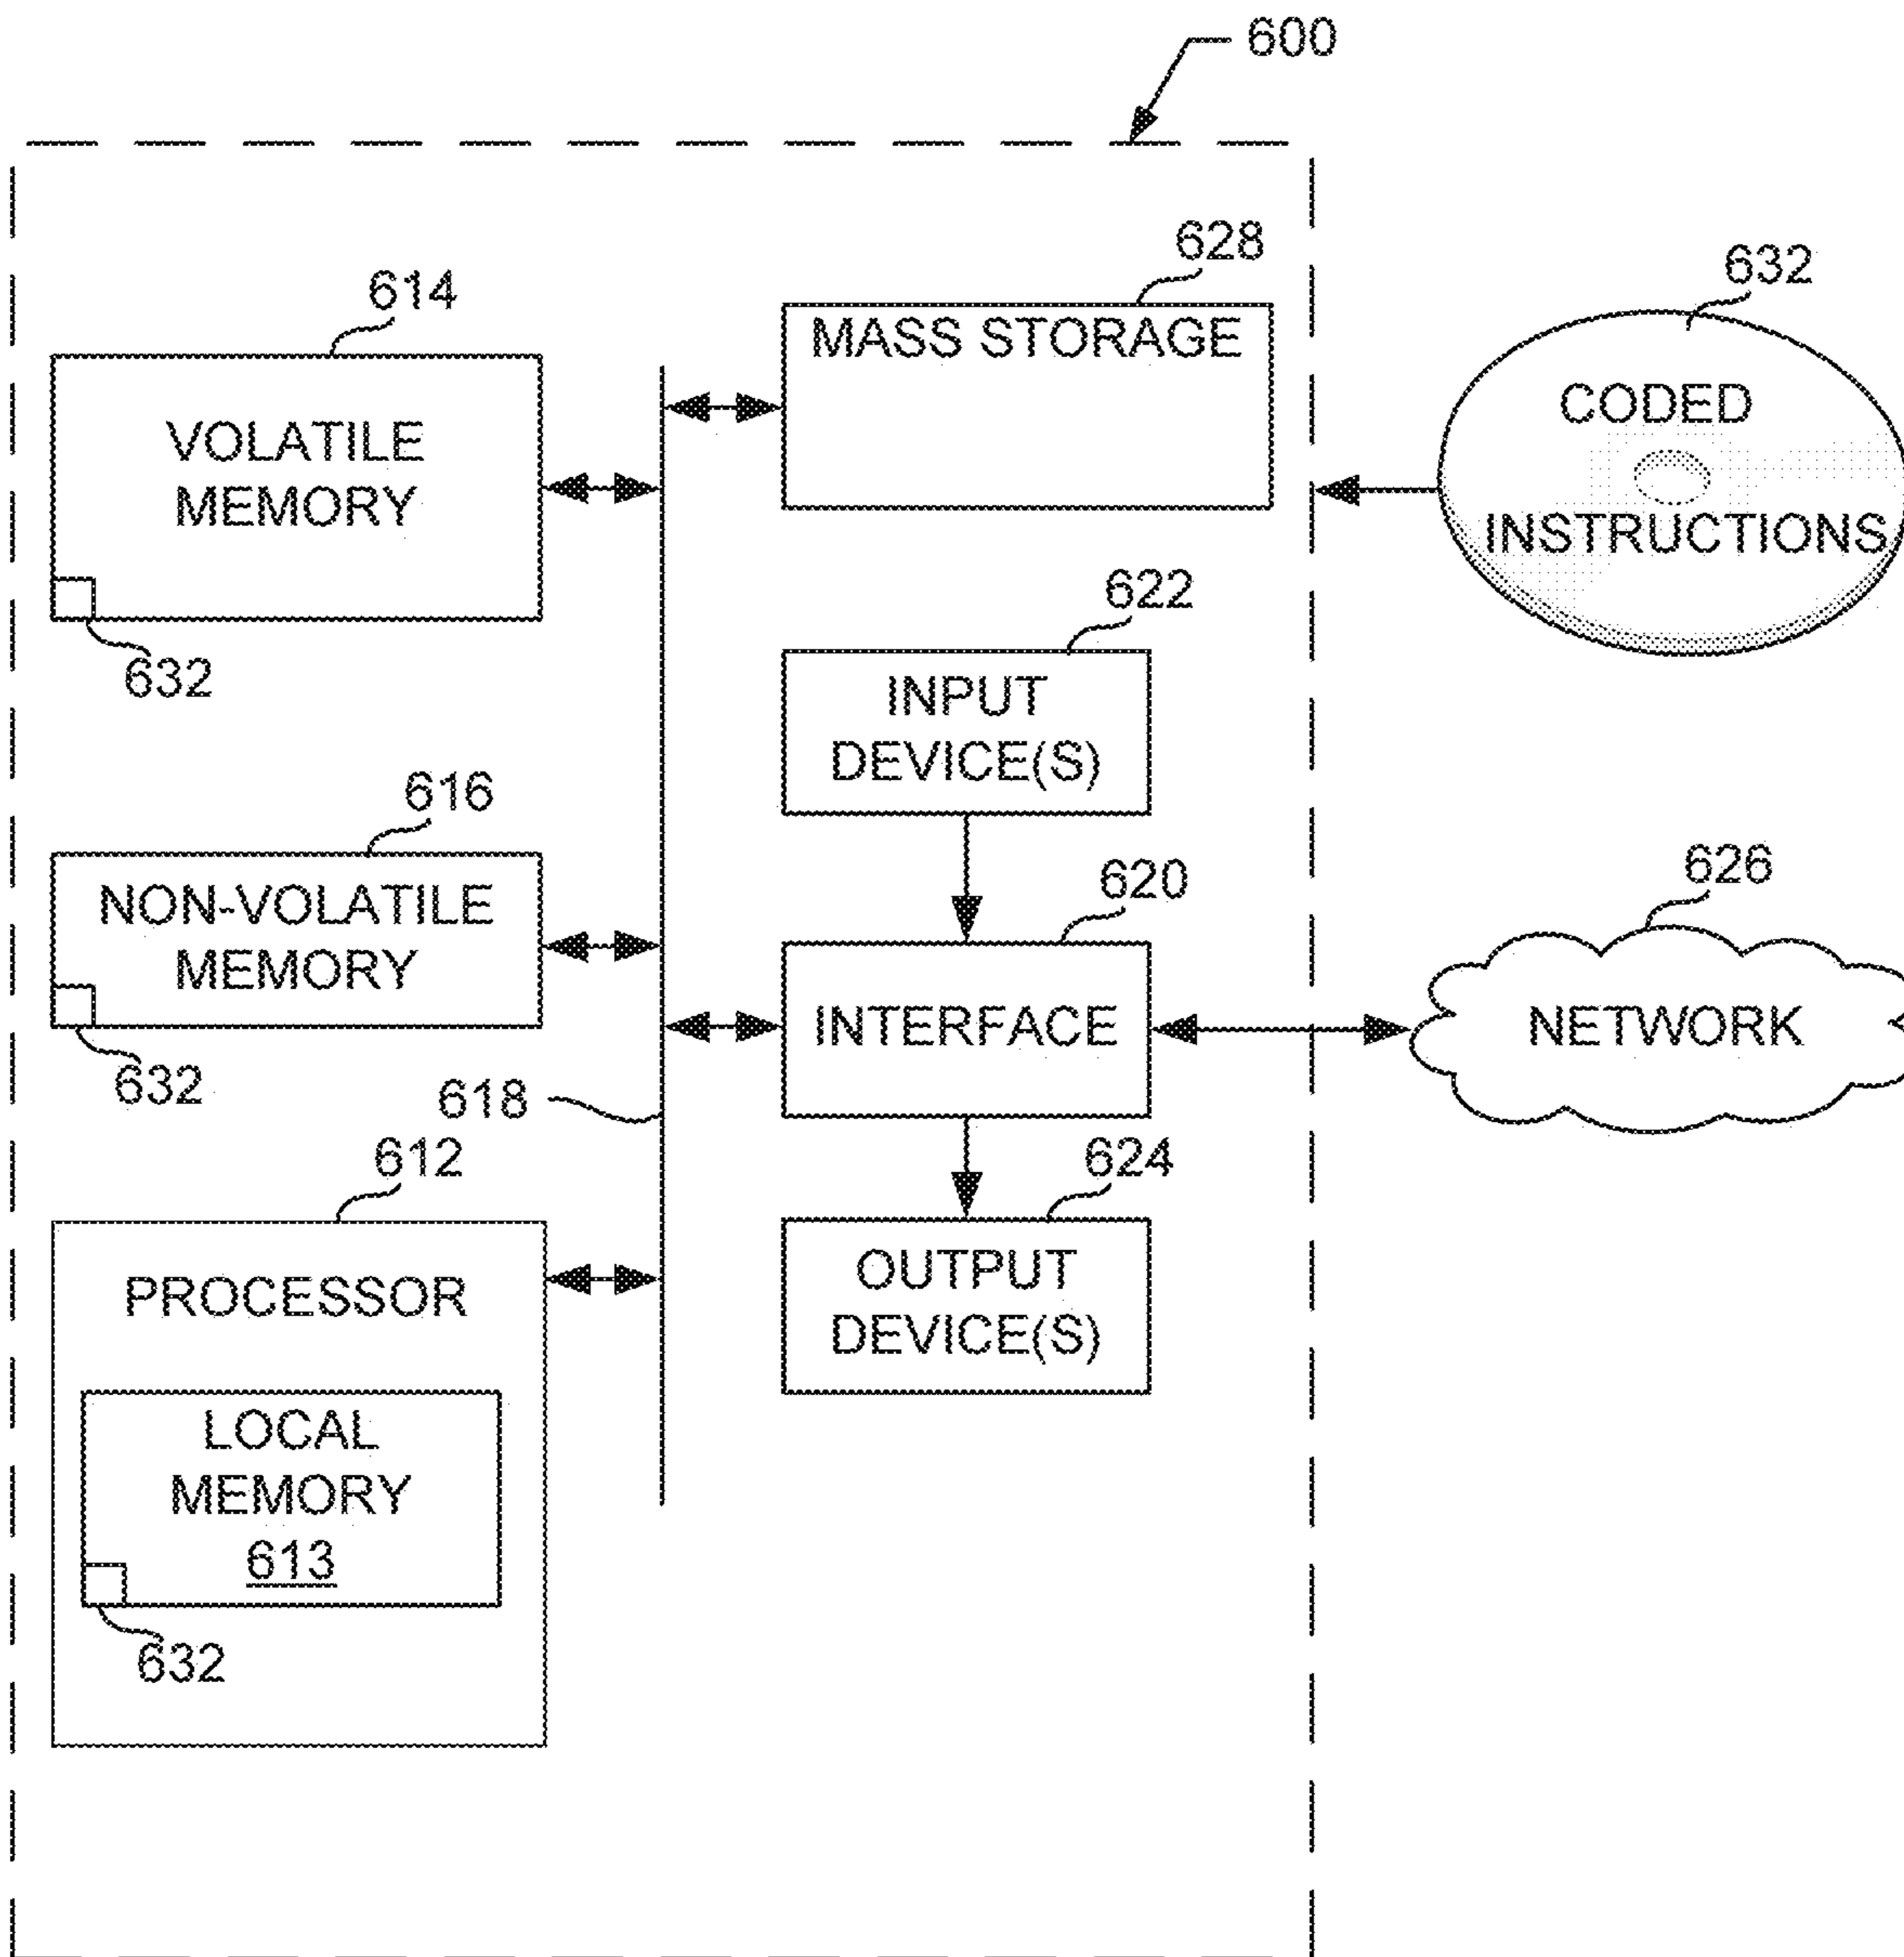 600
614
VOLATILE
MEMORY
632
616
NON-VOLATILE
MEMORY
632
618
612
PROCESSOR
LOCAL
MEMORY
613
632
628
MASS STORAGE
622
INPUT
DEVICE(S)
620
INTERFACE
624
OUTPUT
DEVICE(S)
632
CODED
INSTRUCTIONS
626
NETWORK